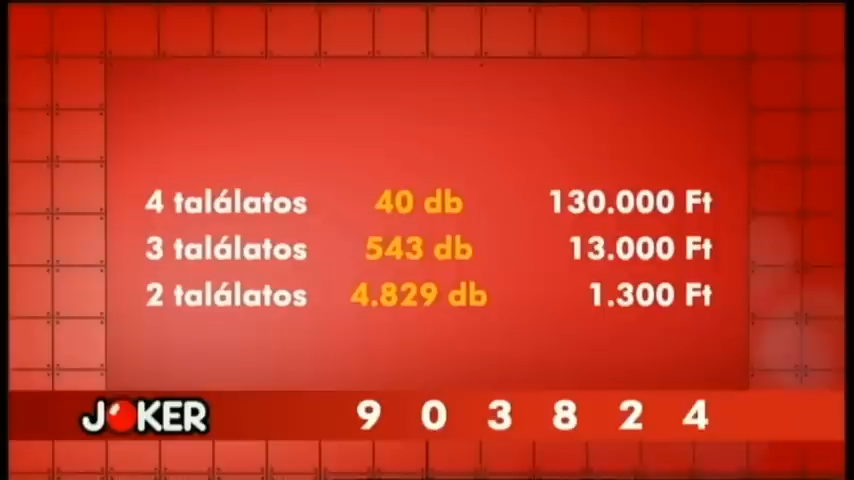 4 találatos 40 db 130.000 Ft
3 találatos 543 db 13.000 Ft
2 találatos 4.829 db 1.300 Ft
JOKER 9 0 3 8 2 4